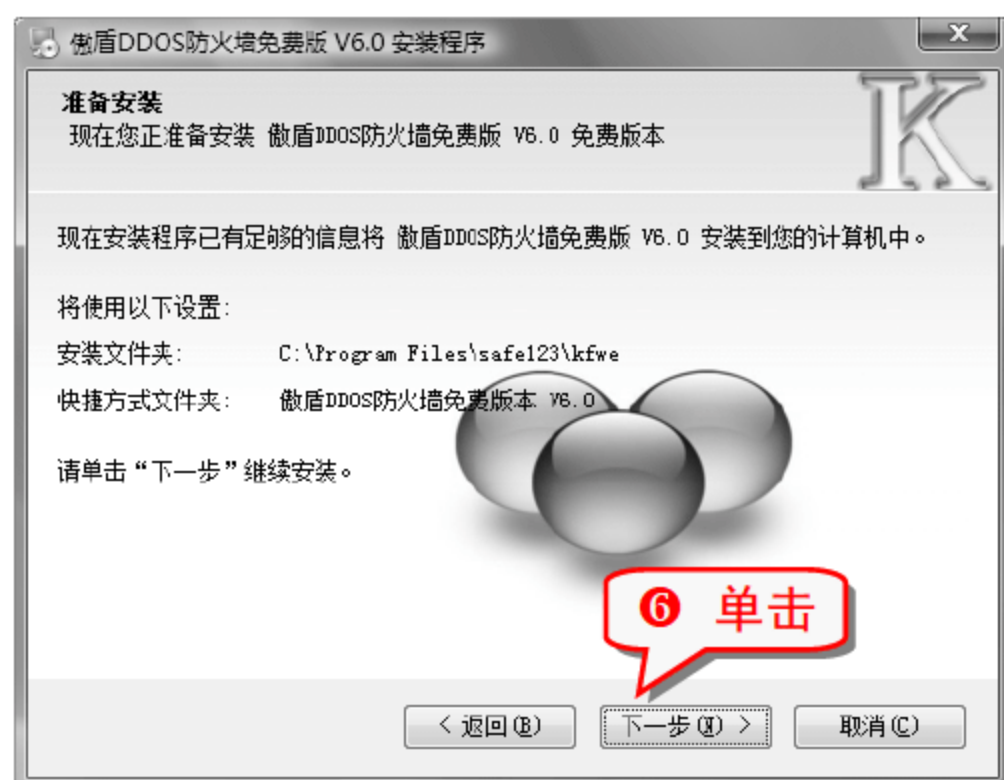 傲盾DDOS防火墙免费版 V6.0 安装程序
准备安装
现在您正准备安装 傲盾DDOS防火墙免费版 V6.0 免费版本
K
现在安装程序已有足够的信息将 傲盾DDOS防火墙免费版 V6.0 安装到您的计算机中。
将使用以下设置:
安装文件夹: C:\Program Files\safe123\kfwe
快捷方式文件夹: 傲盾DDOS防火墙免费版本 V6.0
请单击“下一步”继续安装。
❻ 单击
< 返回(B) 下一步(N) > 取消(C)